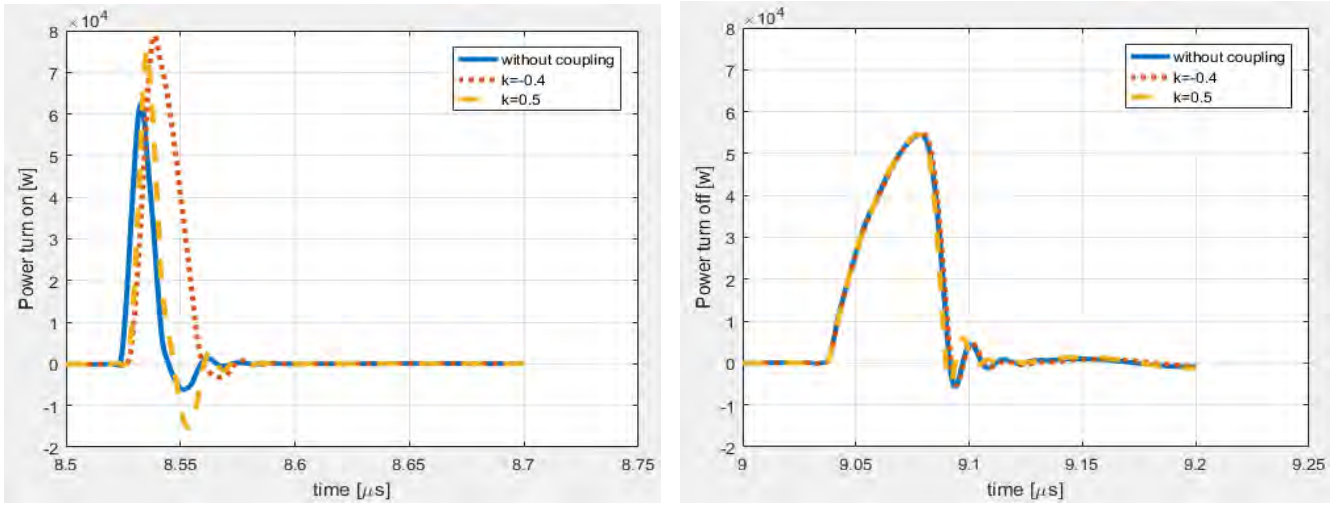 ×10⁴
8
7
6
5
4
3
2
1
0
-1
-2
Power turn on [w]
without coupling
k=-0.4
k=0.5
8.5 8.55 8.6 8.65 8.7 8.75
time [μs]
×10⁴
8
7
6
5
4
3
2
1
0
-1
-2
Power turn off [w]
without coupling
k=-0.4
k=0.5
9 9.05 9.1 9.15 9.2 9.25
time [μs]